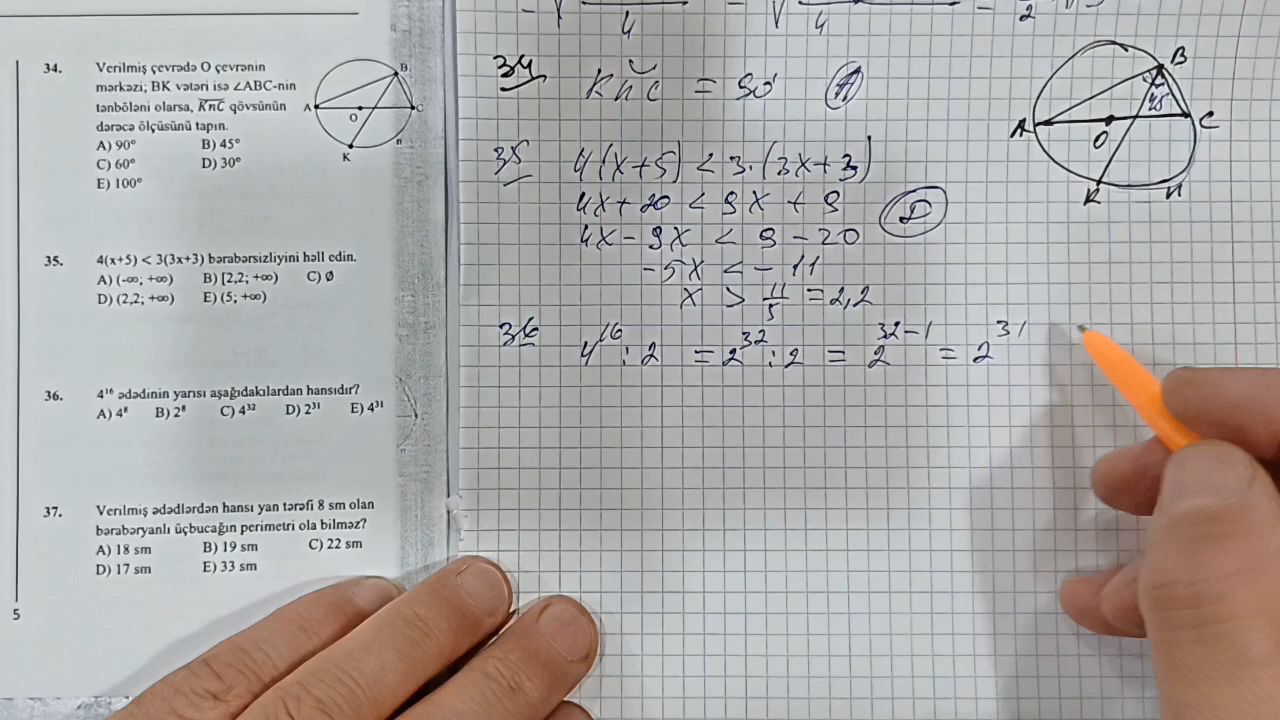 34. Verilmiş çevrədə O çevrənin
mərkəzi; BK vətəri isə ∠ABC-nin
tənböləni olarsa, KnC qövsünün
dərəcə ölçüsünü tapın.
A) 90° B) 45°
C) 60° D) 30°
E) 100°
A B C O K n
35. 4(x+5) < 3(3x+3) bərabərsizliyini həll edin.
A) (-∞; +∞) B) [2,2; +∞) C) Ø
D) (2,2; +∞) E) (5; +∞)
36. 4¹⁶ ədədinin yarısı aşağıdakılardan hansıdır?
A) 4⁸ B) 2⁸ C) 4³² D) 2³¹ E) 4³¹
37. Verilmiş ədədlərdən hansı yan tərəfi 8 sm olan
bərabəryanlı üçbucağın perimetri ola bilməz?
A) 18 sm B) 19 sm C) 22 sm
D) 17 sm E) 33 sm
5
34 KnC = 90° A
A B C O K n 45
35 4(x+5) < 3·(3x+3)
4x+20 < 9x + 9 D
4x - 9x < 9 - 20
-5x < -11
x > 11/5 = 2,2
36 4¹⁶ : 2 = 2³² : 2 = 2³²⁻¹ = 2³¹